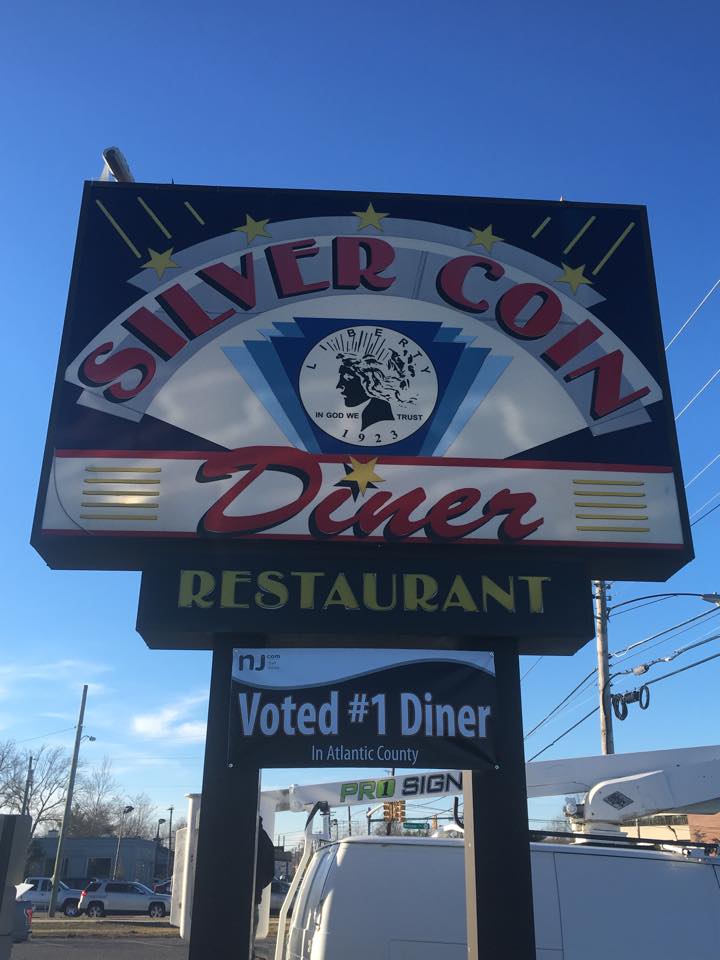 SILVER COIN
LIBERTY
IN GOD WE TRUST
1923
Diner
RESTAURANT
nj.com
Voted #1 Diner
In Atlantic County
PRO SIGN